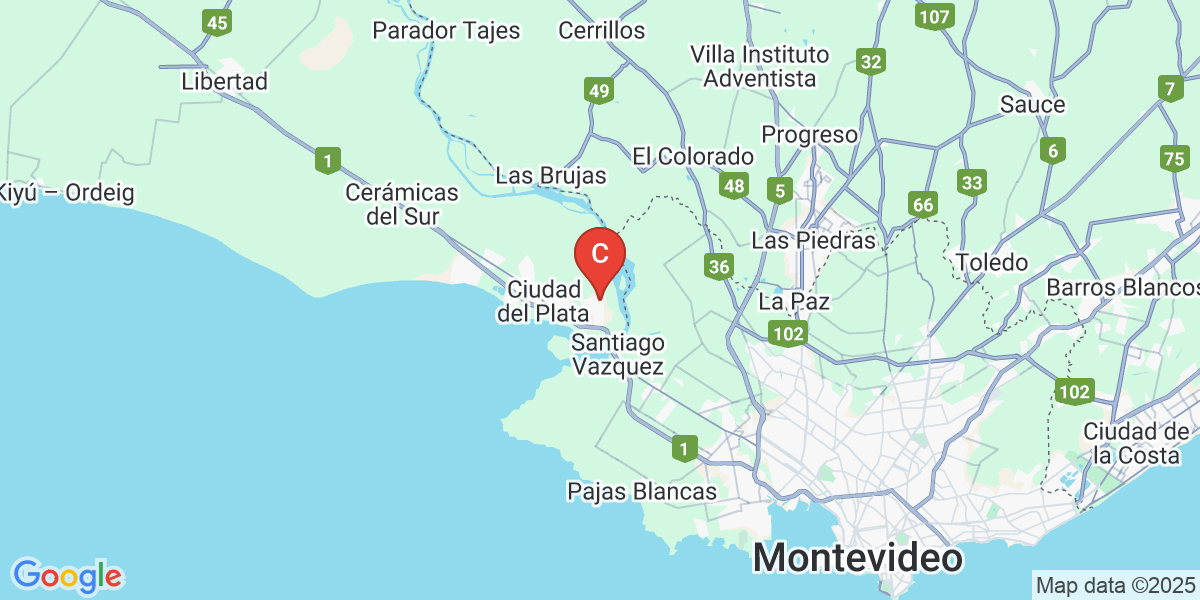 45
Parador Tajes
Cerrillos
107
Villa Instituto
Adventista
32
Libertad
49
7
Sauce
Progreso
1
El Colorado
6
75
Las Brujas
48
5
33
Kiyú – Ordeig
Cerámicas
del Sur
66
Las Piedras
C
36
Toledo
Ciudad
del Plata
La Paz
Barros Blancos
102
Santiago
Vazquez
102
Ciudad de
la Costa
1
Pajas Blancas
Montevideo
Google
Map data ©2025